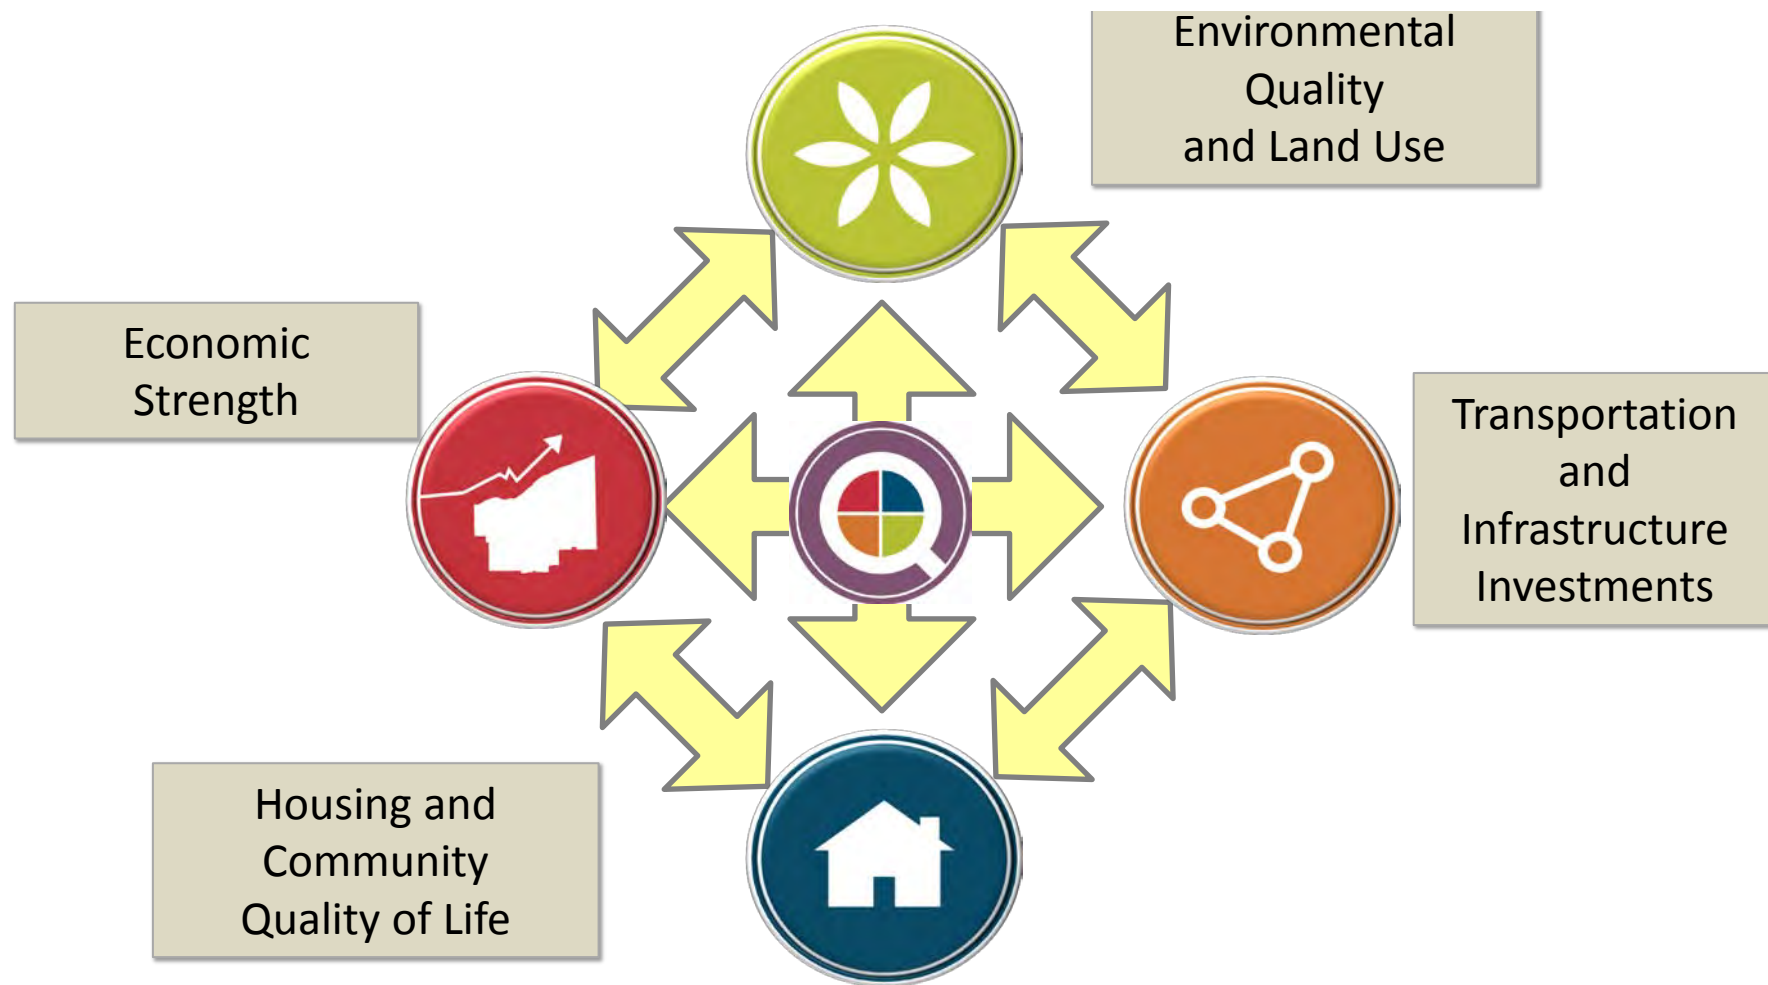 Environmental
Quality
and Land Use
Economic
Strength
Transportation
and
Infrastructure
Investments
Housing and
Community
Quality of Life